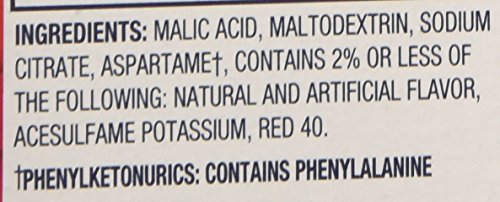 INGREDIENTS: MALIC ACID, MALTODEXTRIN, SODIUM
CITRATE, ASPARTAME†, CONTAINS 2% OR LESS OF
THE FOLLOWING: NATURAL AND ARTIFICIAL FLAVOR,
ACESULFAME POTASSIUM, RED 40.
†PHENYLKETONURICS: CONTAINS PHENYLALANINE